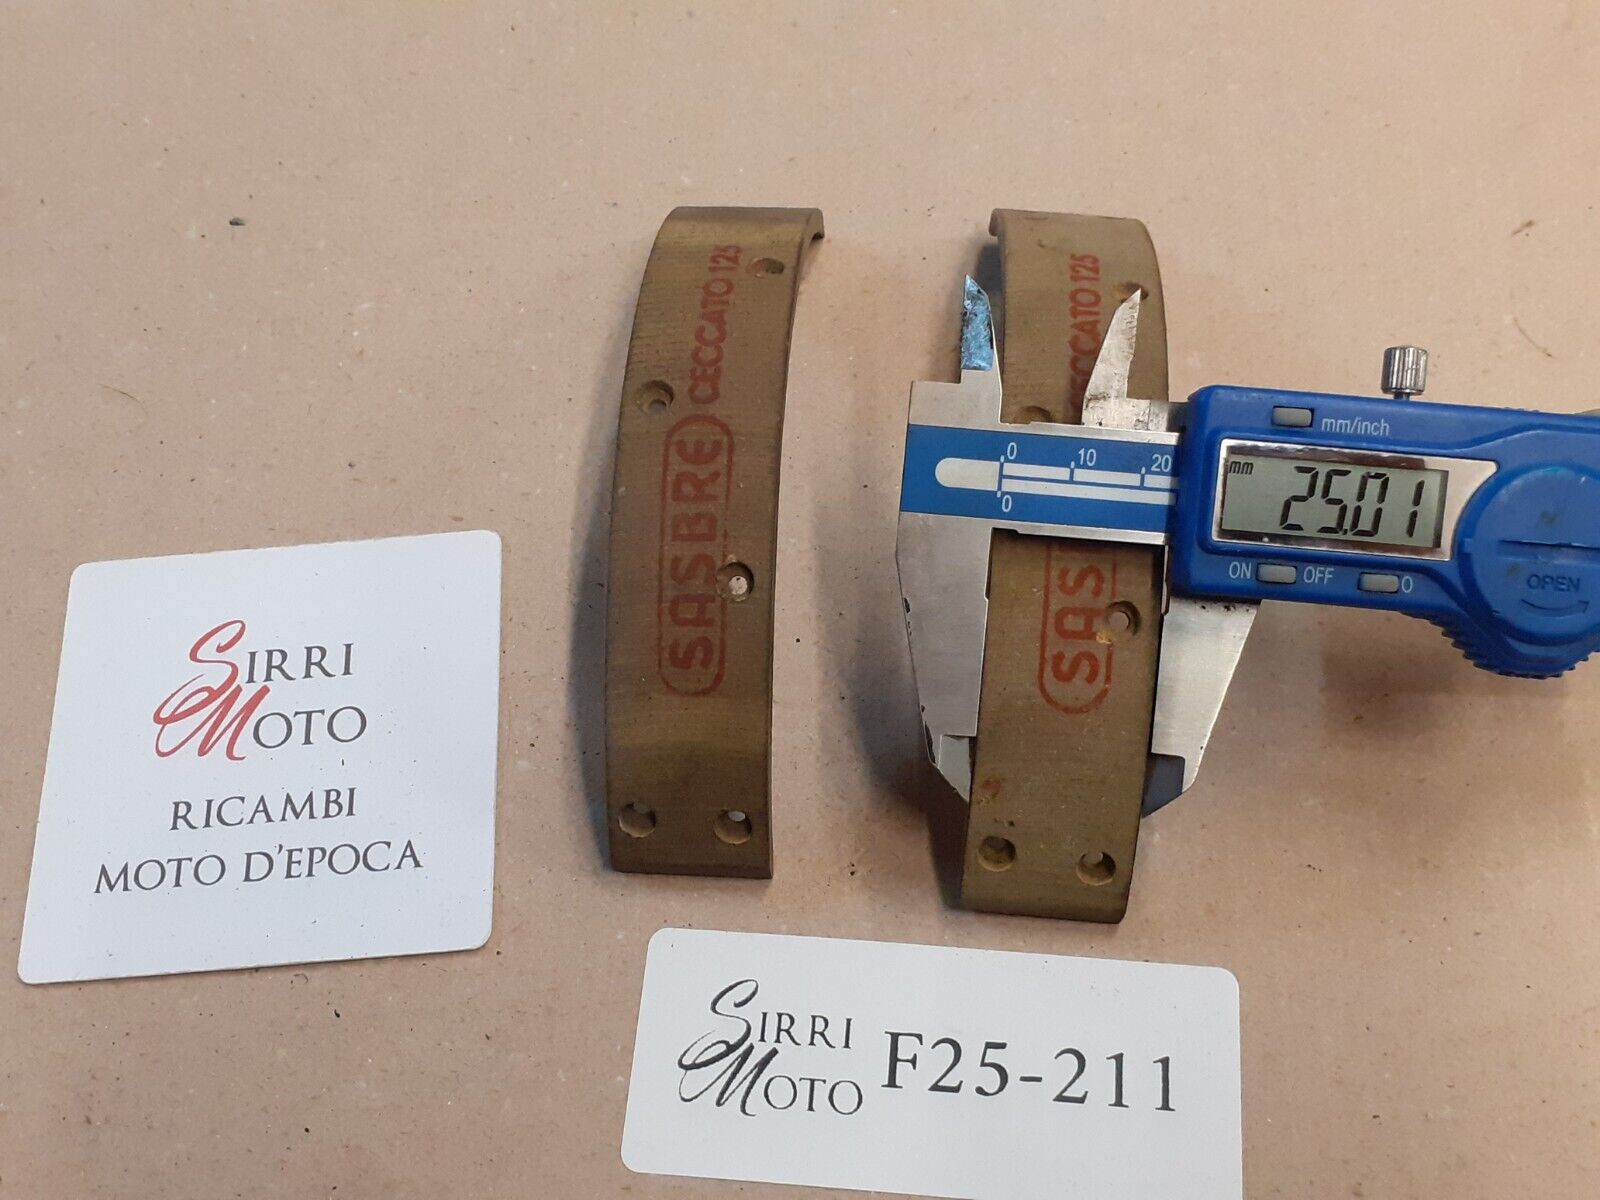 SASBRE CECCATO 125
CECCATO 125
SAS
0 10 20
0
mm/inch
mm
25.01
ON OFF 0
OPEN
SIRRI
MOTO
RICAMBI
MOTO D'EPOCA
SIRRI
MOTO
F25-211